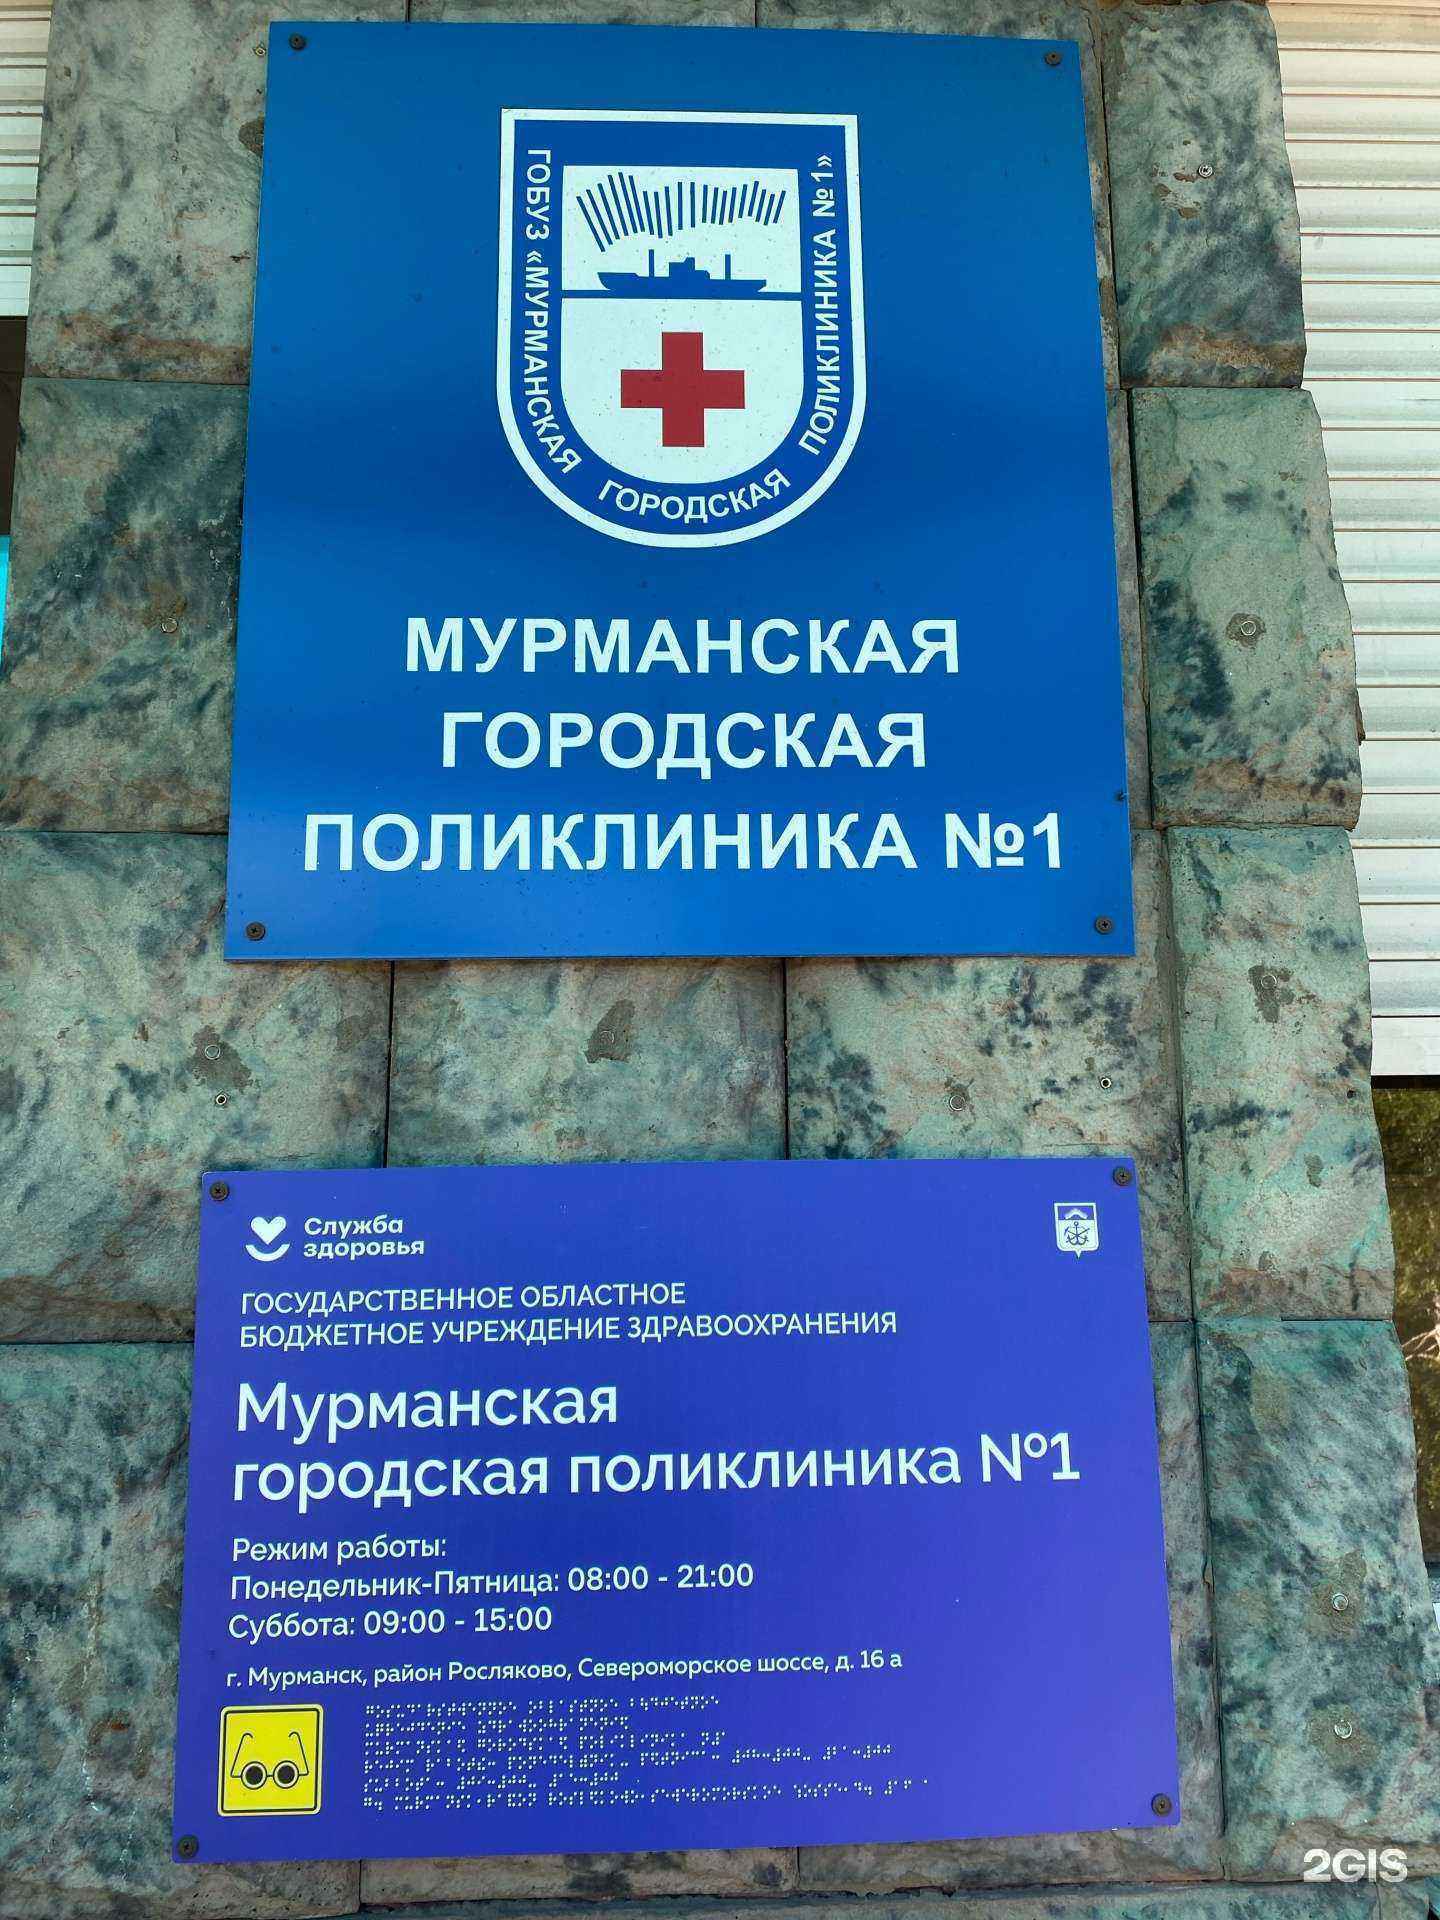 ГОБУЗ «МУРМАНСКАЯ ГОРОДСКАЯ ПОЛИКЛИНИКА №1»
МУРМАНСКАЯ
ГОРОДСКАЯ
ПОЛИКЛИНИКА №1
Служба
здоровья
ГОСУДАРСТВЕННОЕ ОБЛАСТНОЕ
БЮДЖЕТНОЕ УЧРЕЖДЕНИЕ ЗДРАВООХРАНЕНИЯ
Мурманская
городская поликлиника №1
Режим работы:
Понедельник-Пятница: 08:00 - 21:00
Суббота: 09:00 - 15:00
г. Мурманск, район Росляково, Североморское шоссе, д. 16 а
2GIS